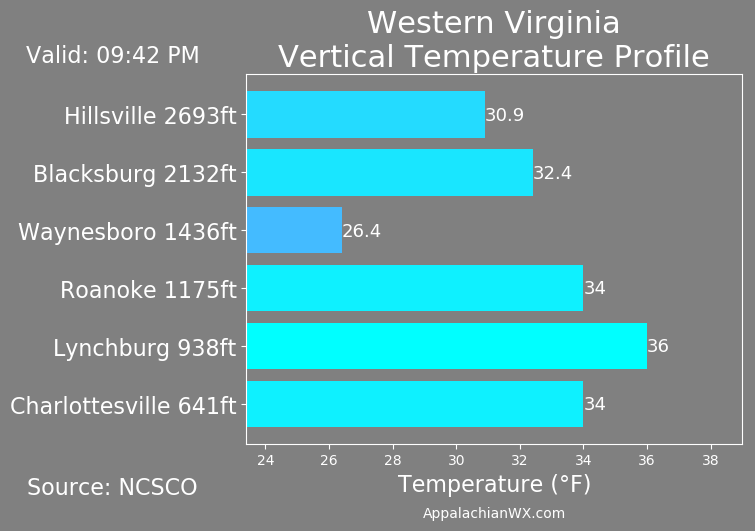 Western Virginia
Vertical Temperature Profile
Valid: 09:42 PM
Hillsville 2693ft 30.9
Blacksburg 2132ft 32.4
Waynesboro 1436ft 26.4
Roanoke 1175ft 34
Lynchburg 938ft 36
Charlottesville 641ft 34
24 26 28 30 32 34 36 38
Temperature (°F)
Source: NCSCO
AppalachianWX.com